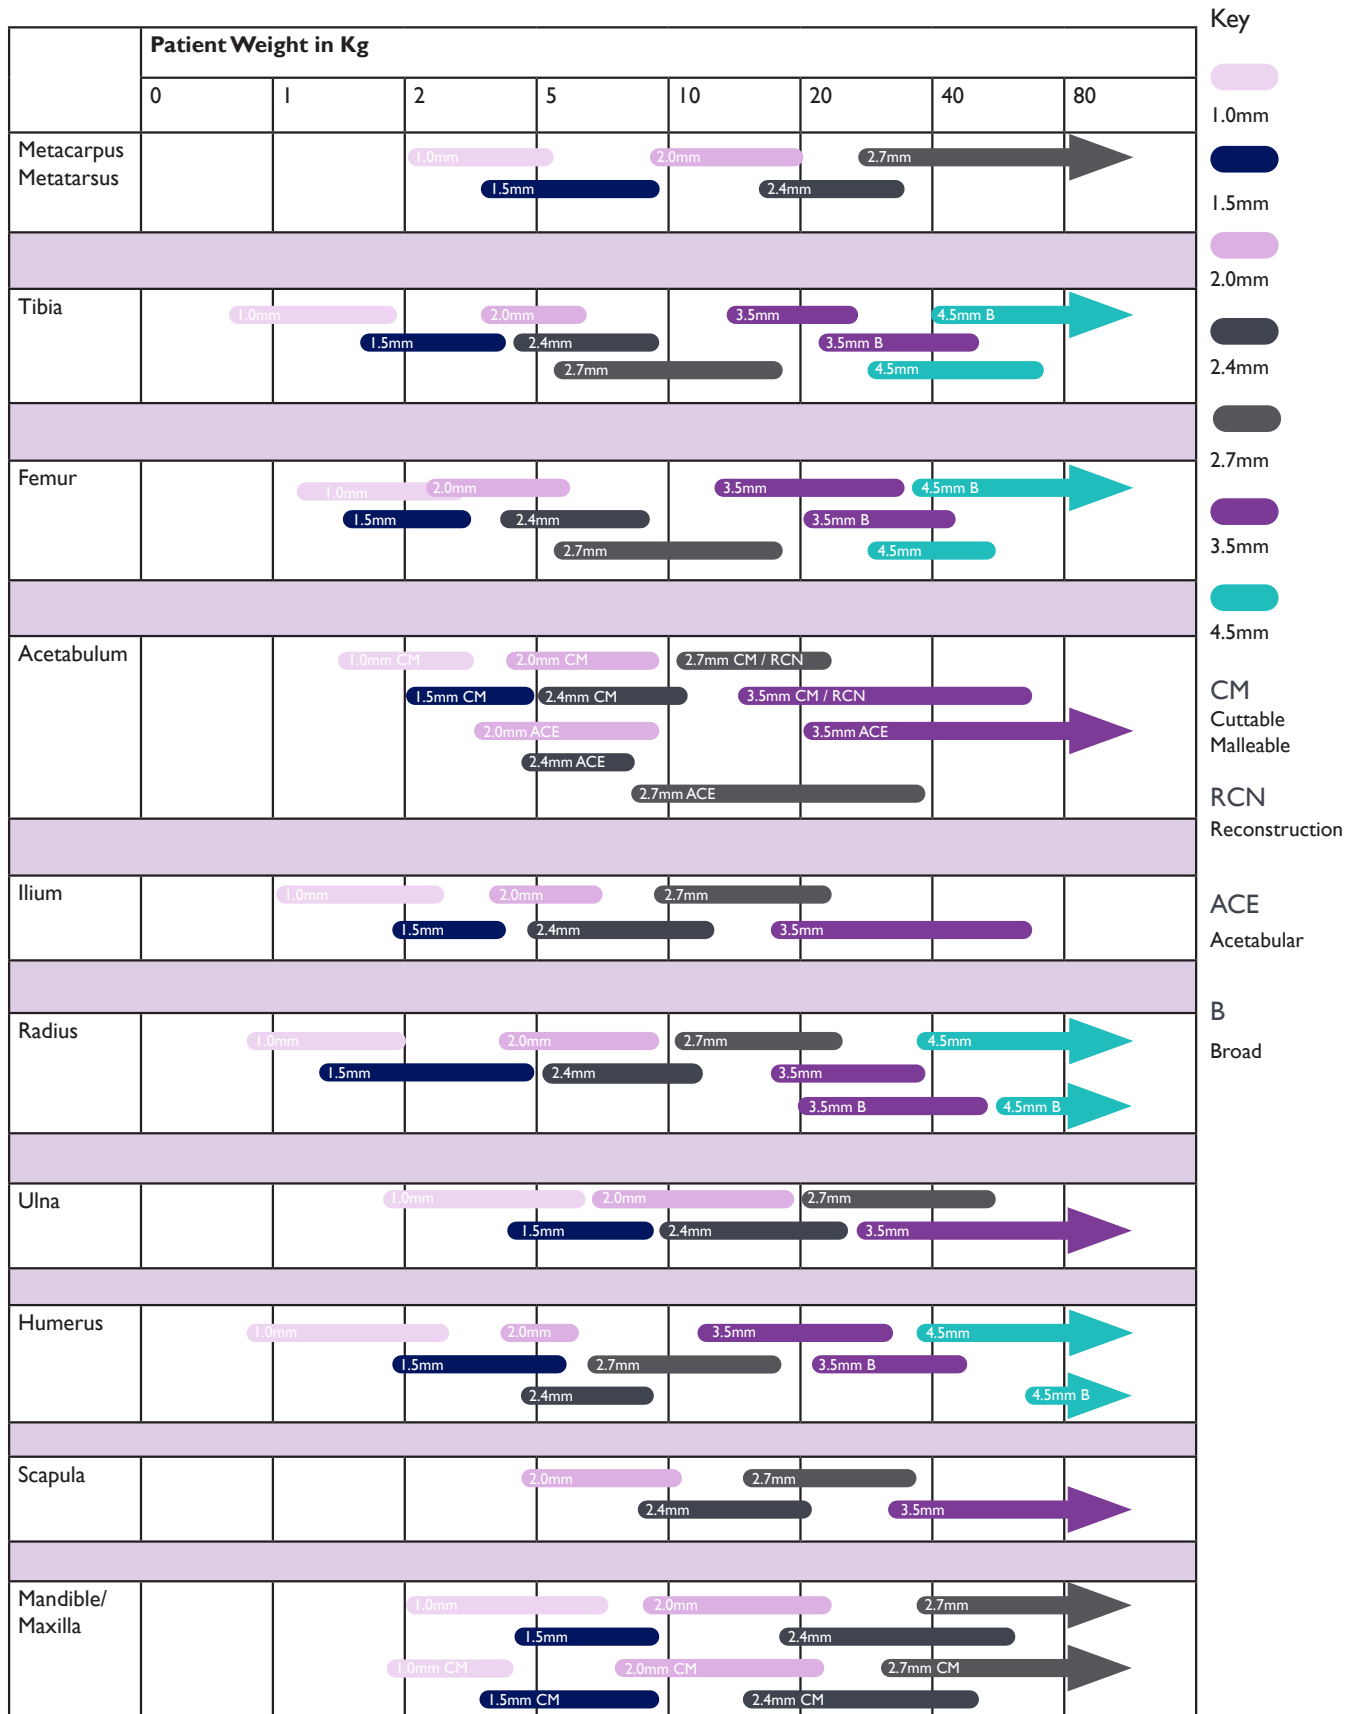 Key
Patient Weight in Kg
0 1 2 5 10 20 40 80
1.0mm
1.5mm
2.0mm
2.4mm
2.7mm
3.5mm
4.5mm
CM
Cuttable
Malleable
RCN
Reconstruction
ACE
Acetabular
B
Broad
Metacarpus
Metatarsus
1.0mm 2.0mm 2.7mm
1.5mm 2.4mm
Tibia
1.0mm 2.0mm 3.5mm 4.5mm B
1.5mm 2.4mm 3.5mm B
2.7mm 4.5mm
Femur
1.0mm 2.0mm 3.5mm 4.5mm B
1.5mm 2.4mm 3.5mm B
2.7mm 4.5mm
Acetabulum
1.0mm CM 2.0mm CM 2.7mm CM / RCN
1.5mm CM 2.4mm CM 3.5mm CM / RCN
2.0mm ACE 3.5mm ACE
2.4mm ACE
2.7mm ACE
Ilium
1.0mm 2.0mm 2.7mm
1.5mm 2.4mm 3.5mm
Radius
1.0mm 2.0mm 2.7mm 4.5mm
1.5mm 2.4mm 3.5mm
3.5mm B 4.5mm B
Ulna
1.0mm 2.0mm 2.7mm
1.5mm 2.4mm 3.5mm
Humerus
1.0mm 2.0mm 3.5mm 4.5mm
1.5mm 2.7mm 3.5mm B
2.4mm 4.5mm B
Scapula
2.0mm 2.7mm
2.4mm 3.5mm
Mandible/
Maxilla
1.0mm 2.0mm 2.7mm
1.5mm 2.4mm
1.0mm CM 2.0mm CM 2.7mm CM
1.5mm CM 2.4mm CM